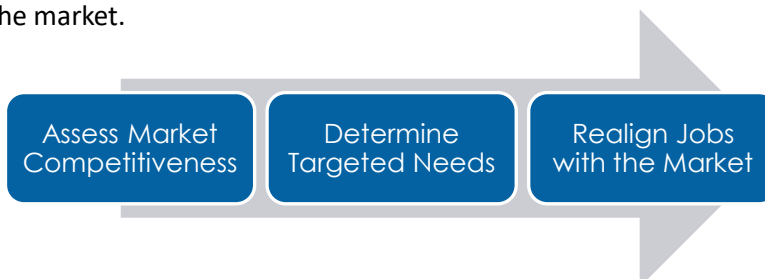 he market.
Assess Market
Competitiveness
Determine
Targeted Needs
Realign Jobs
with the Market